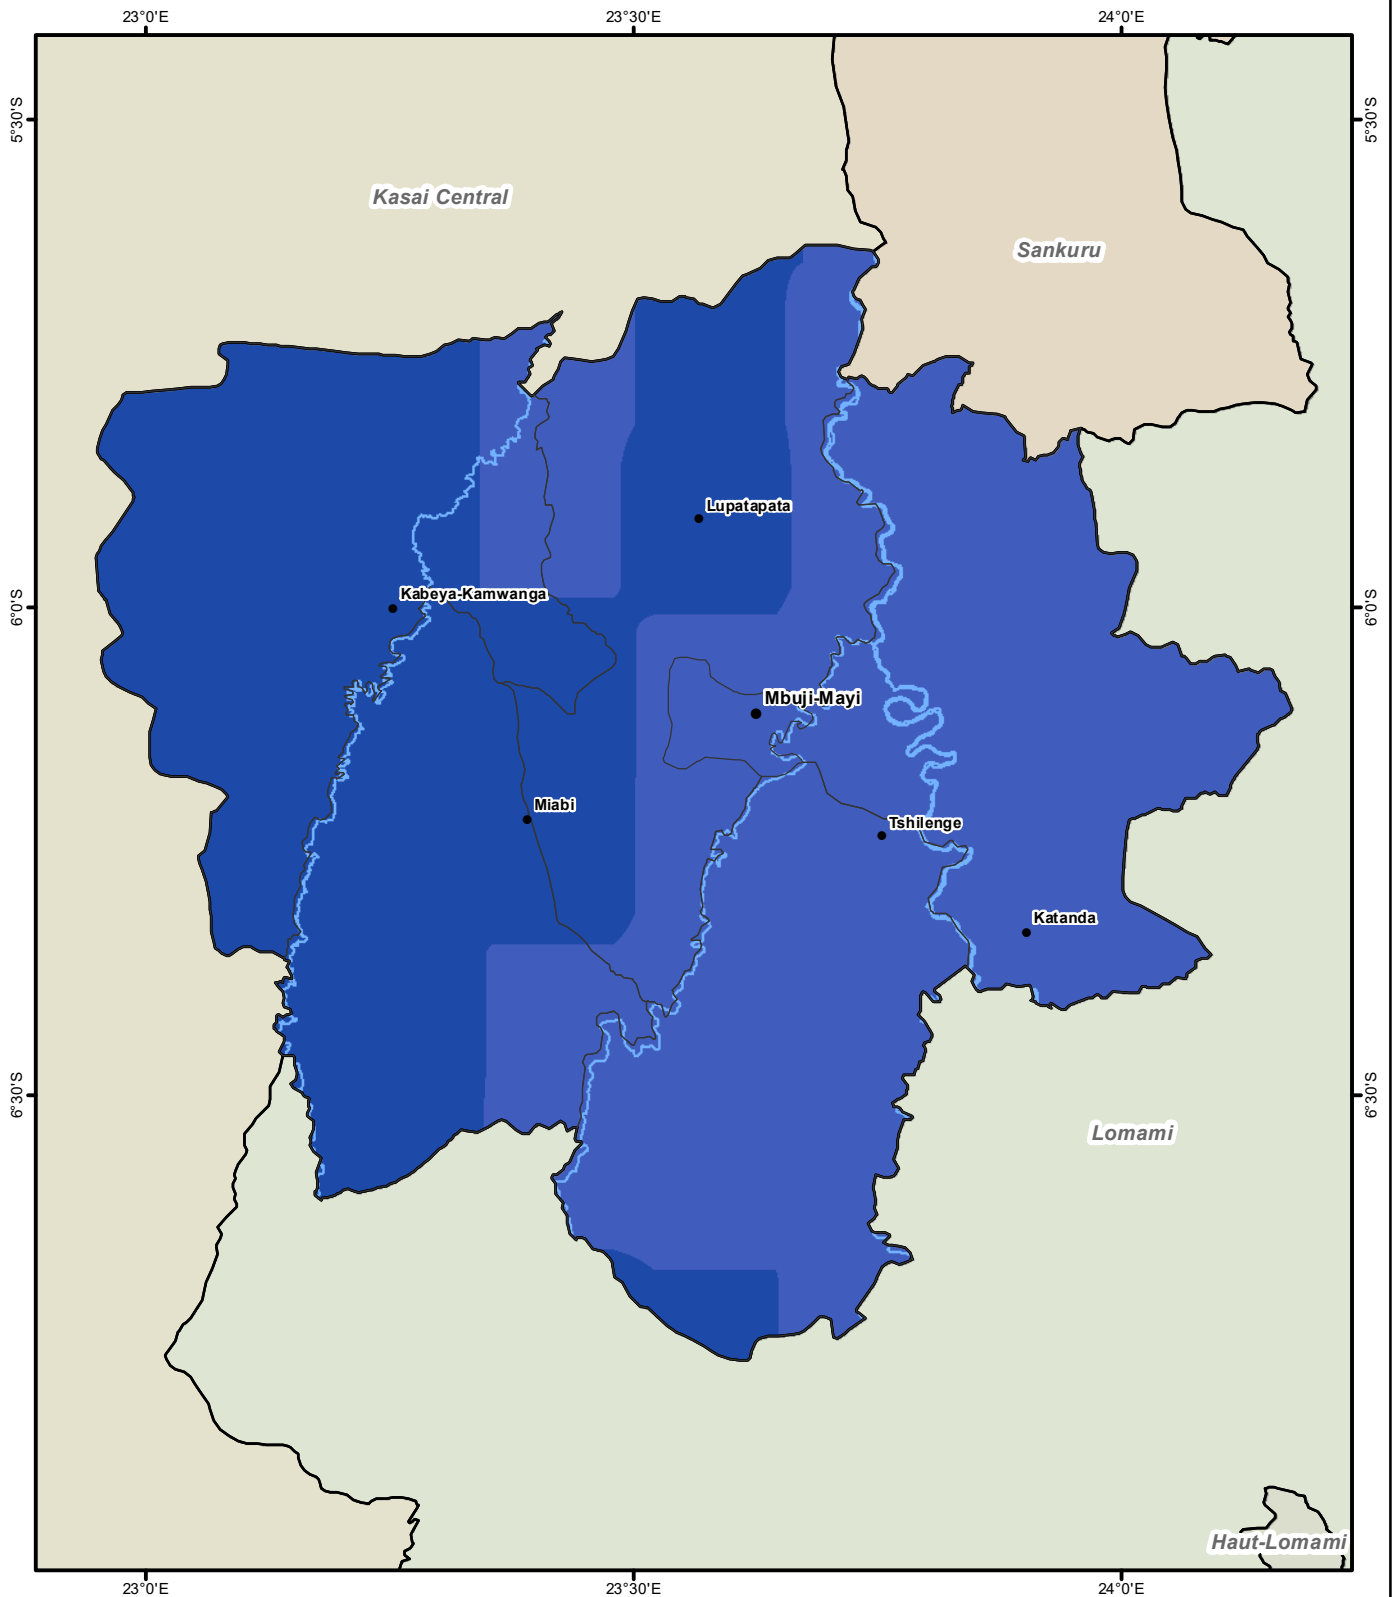 23°0'E
23°30'E
24°0'E
5°30'S
5°30'S
Kasai Central
Sankuru
Lupatapata
Kabeya-Kamwanga
6°0'S
6°0'S
Mbuji-Mayi
Miabi
Tshilenge
Katanda
6°30'S
6°30'S
Lomami
Haut-Lomami
23°0'E
23°30'E
24°0'E